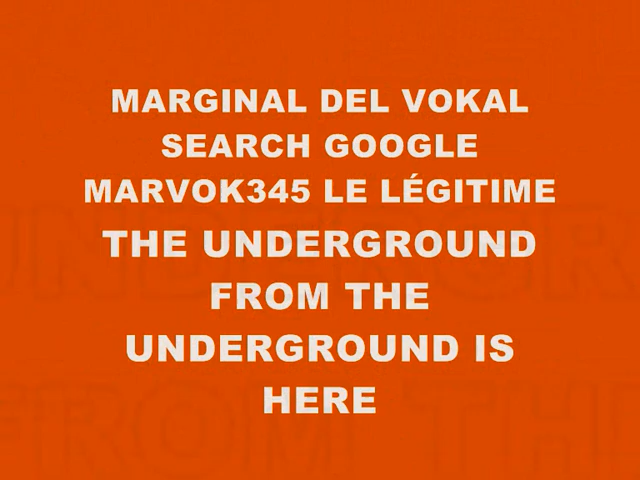 MARGINAL DEL VOKAL
SEARCH GOOGLE
MARVOK345 LE LÉGITIME
THE UNDERGROUND
FROM THE
UNDERGROUND IS
HERE